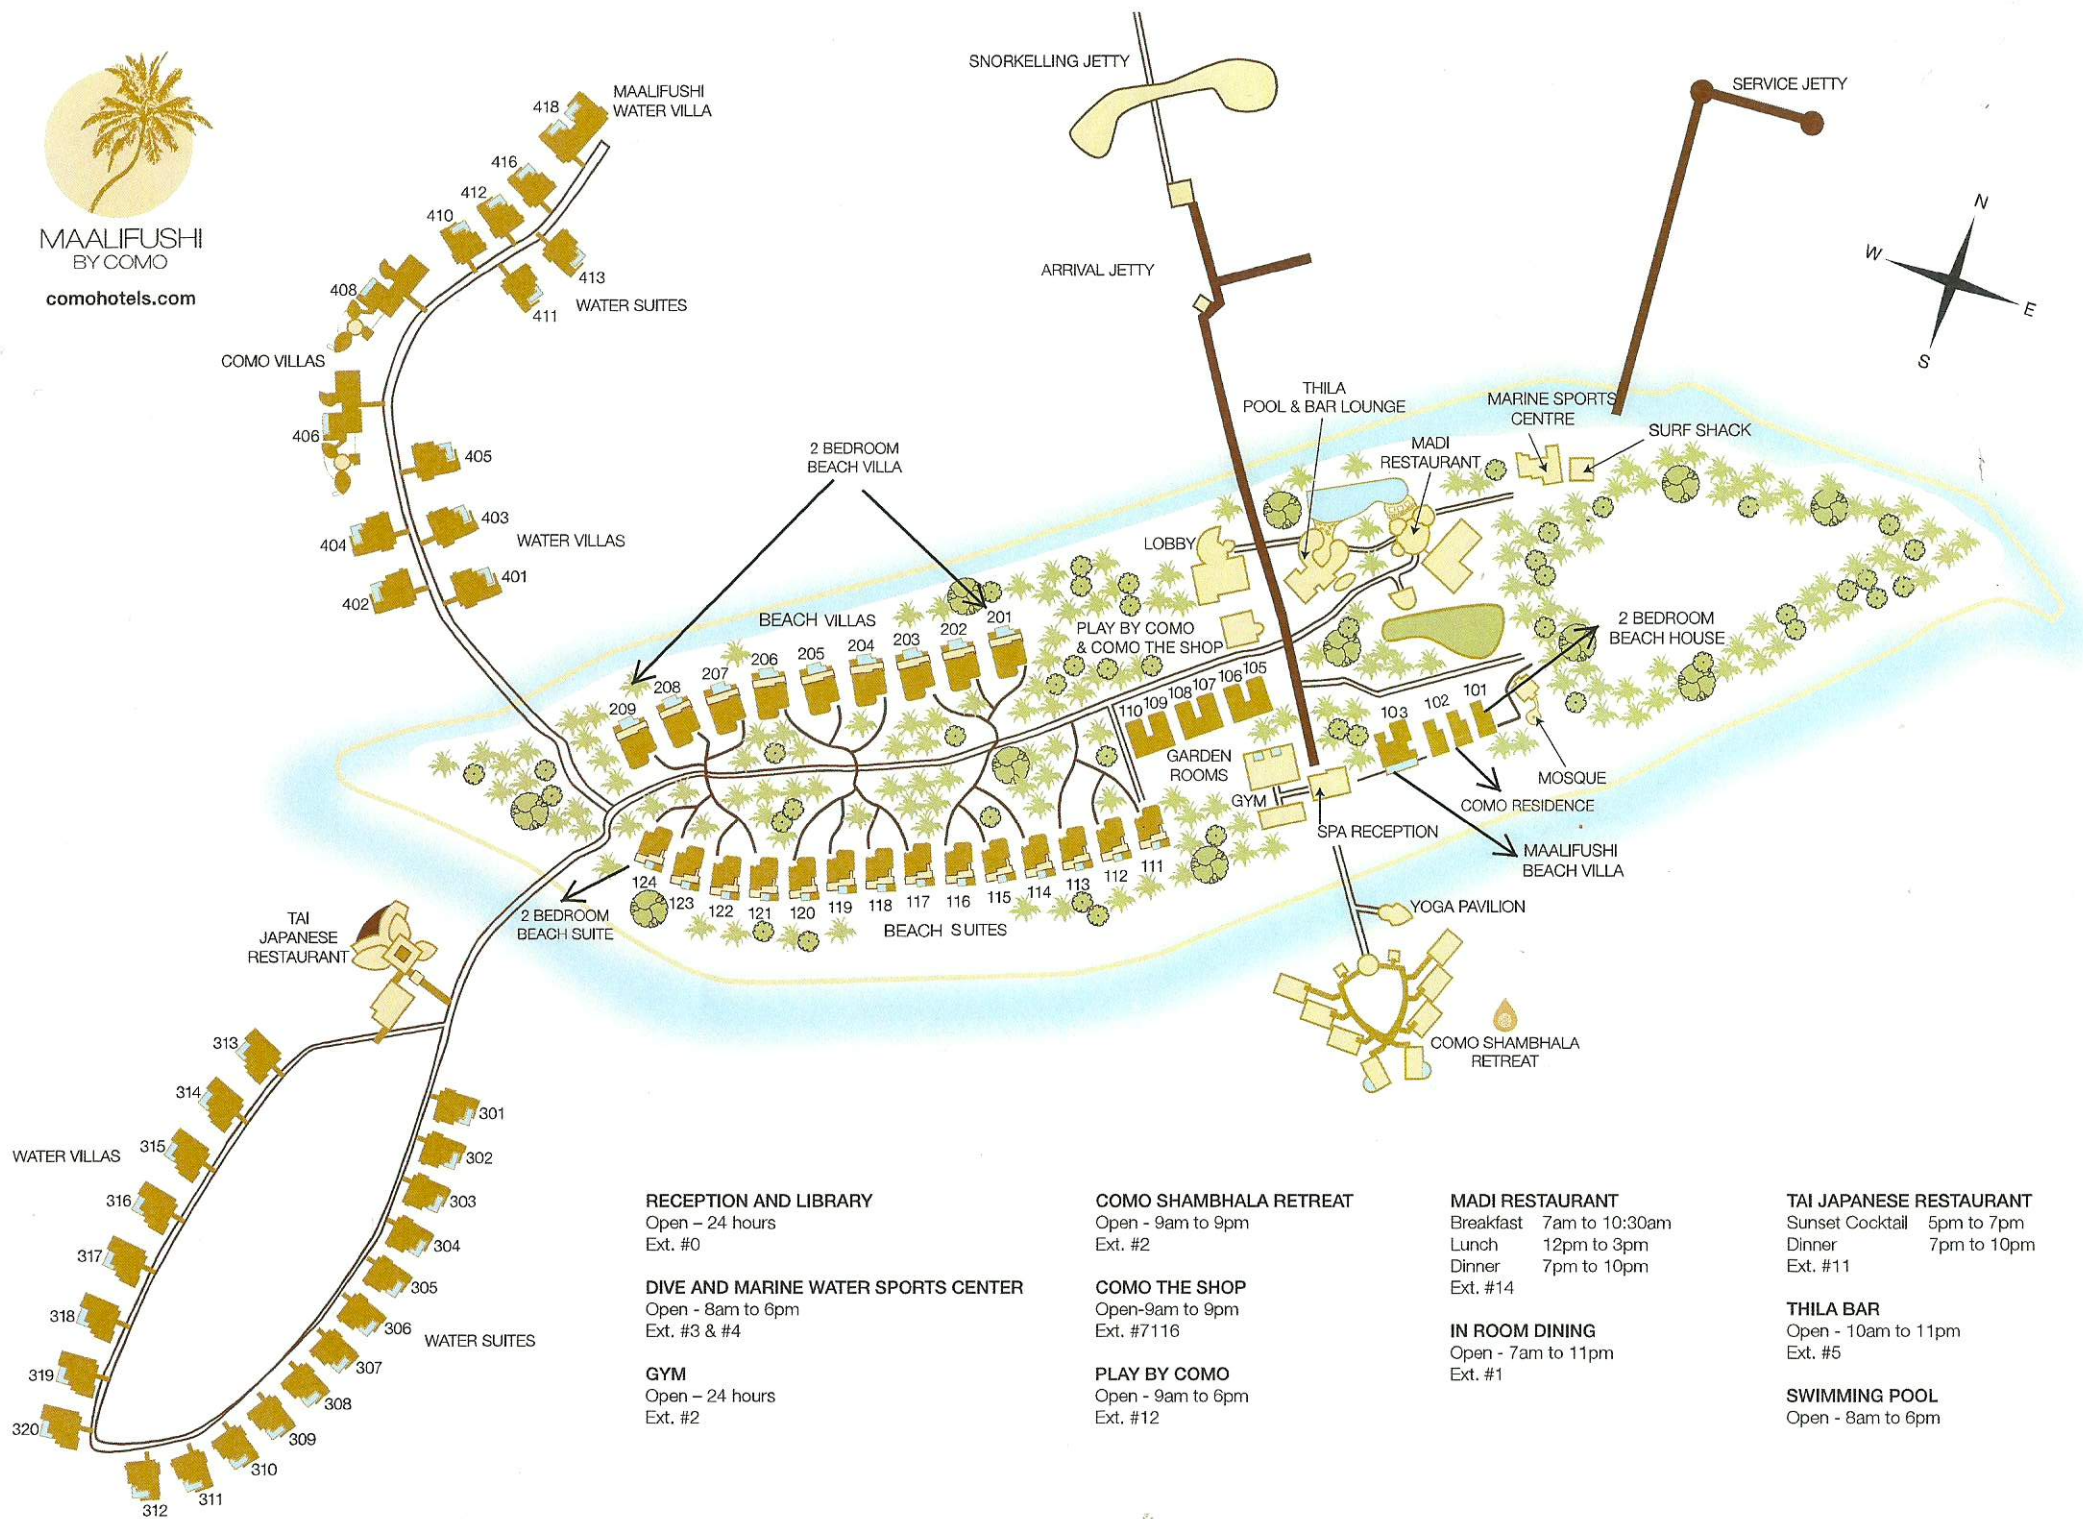 MAALIFUSHI
BY COMO
comohotels.com
MAALIFUSHI
WATER VILLA
418
416
412
410
413
411
WATER SUITES
408
COMO VILLAS
406
405
403
404
WATER VILLAS
401
402
SNORKELLING JETTY
ARRIVAL JETTY
SERVICE JETTY
N
W
E
S
2 BEDROOM
BEACH VILLA
THILA
POOL & BAR LOUNGE
MADI
RESTAURANT
MARINE SPORTS
CENTRE
SURF SHACK
LOBBY
BEACH VILLAS
PLAY BY COMO
& COMO THE SHOP
2 BEDROOM
BEACH HOUSE
201
202
203
204
205
206
207
208
209
105
106
107
108
109
110
GARDEN
ROOMS
GYM
SPA RECEPTION
103
102
101
MOSQUE
COMO RESIDENCE
MAALIFUSHI
BEACH VILLA
124
123
122
121
120
119
118
117
116
115
114
113
112
111
2 BEDROOM
BEACH SUITE
BEACH SUITES
YOGA PAVILION
COMO SHAMBHALA
RETREAT
TAI
JAPANESE
RESTAURANT
313
314
315
WATER VILLAS
316
317
318
319
320
301
302
303
304
305
306
WATER SUITES
307
308
309
310
311
312
RECEPTION AND LIBRARY
Open – 24 hours
Ext. #0
DIVE AND MARINE WATER SPORTS CENTER
Open - 8am to 6pm
Ext. #3 & #4
GYM
Open – 24 hours
Ext. #2
COMO SHAMBHALA RETREAT
Open - 9am to 9pm
Ext. #2
COMO THE SHOP
Open-9am to 9pm
Ext. #7116
PLAY BY COMO
Open - 9am to 6pm
Ext. #12
MADI RESTAURANT
Breakfast 7am to 10:30am
Lunch 12pm to 3pm
Dinner 7pm to 10pm
Ext. #14
IN ROOM DINING
Open - 7am to 11pm
Ext. #1
TAI JAPANESE RESTAURANT
Sunset Cocktail 5pm to 7pm
Dinner 7pm to 10pm
Ext. #11
THILA BAR
Open - 10am to 11pm
Ext. #5
SWIMMING POOL
Open - 8am to 6pm